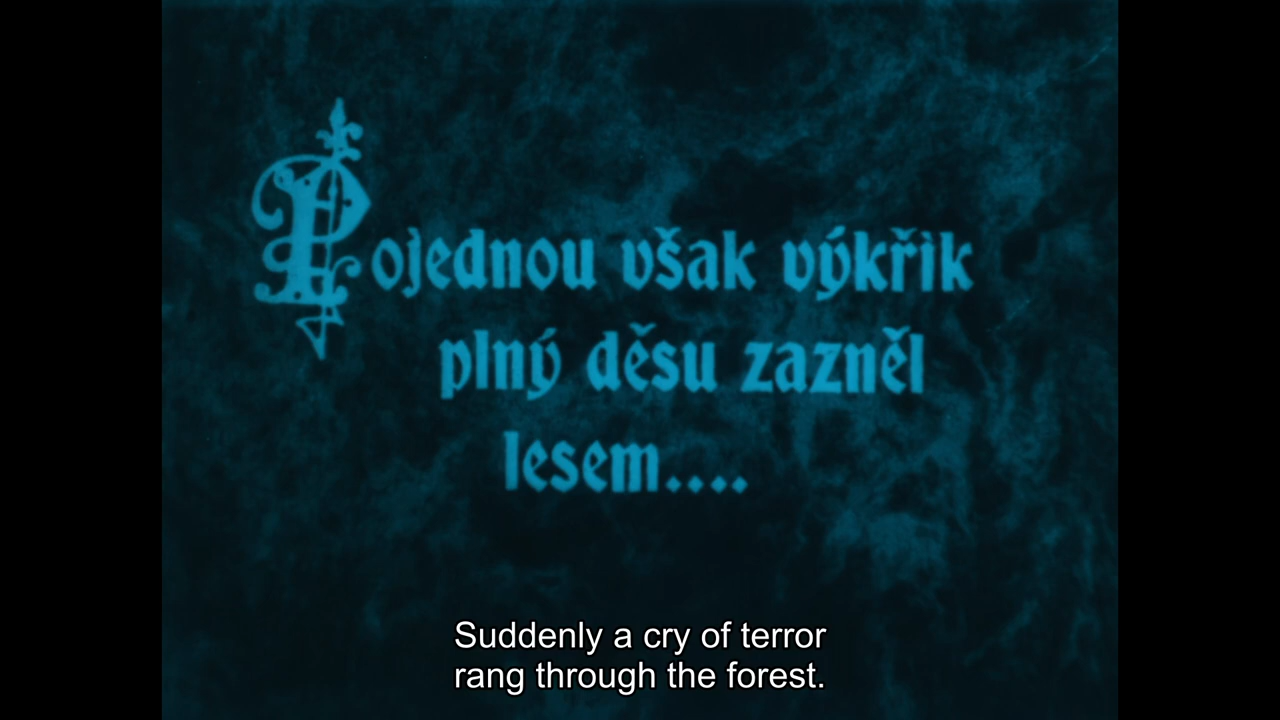 Pojednou však výkřik
plný děsu zazněl
lesem....
Suddenly a cry of terror
rang through the forest.